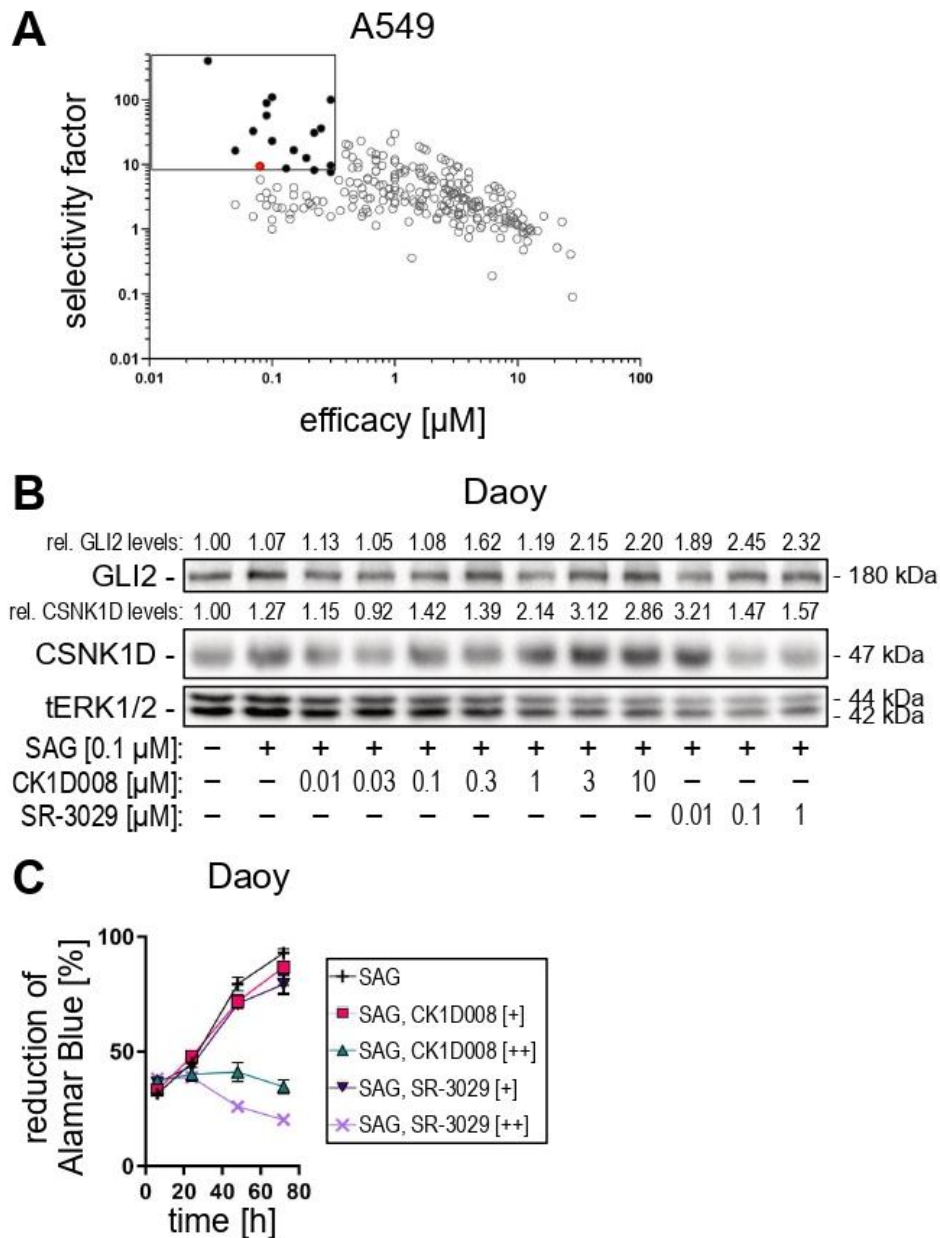 A
A549
selectivity factor
100
10
1
0.1
0.01
0.01 0.1 1 10 100
efficacy [µM]
B
Daoy
rel. GLI2 levels: 1.00 1.07 1.13 1.05 1.08 1.62 1.19 2.15 2.20 1.89 2.45 2.32
GLI2 - - 180 kDa
rel. CSNK1D levels: 1.00 1.27 1.15 0.92 1.42 1.39 2.14 3.12 2.86 3.21 1.47 1.57
CSNK1D - - 47 kDa
- 44 kDa
tERK1/2 - - 42 kDa
SAG [0.1 µM]: – + + + + + + + + + + +
CK1D008 [µM]: – – 0.01 0.03 0.1 0.3 1 3 10 – – –
SR-3029 [µM]: – – – – – – – – – 0.01 0.1 1
C
Daoy
reduction of
Alamar Blue [%]
100
50
0
0 20 40 60 80
time [h]
SAG
SAG, CK1D008 [+]
SAG, CK1D008 [++]
SAG, SR-3029 [+]
SAG, SR-3029 [++]